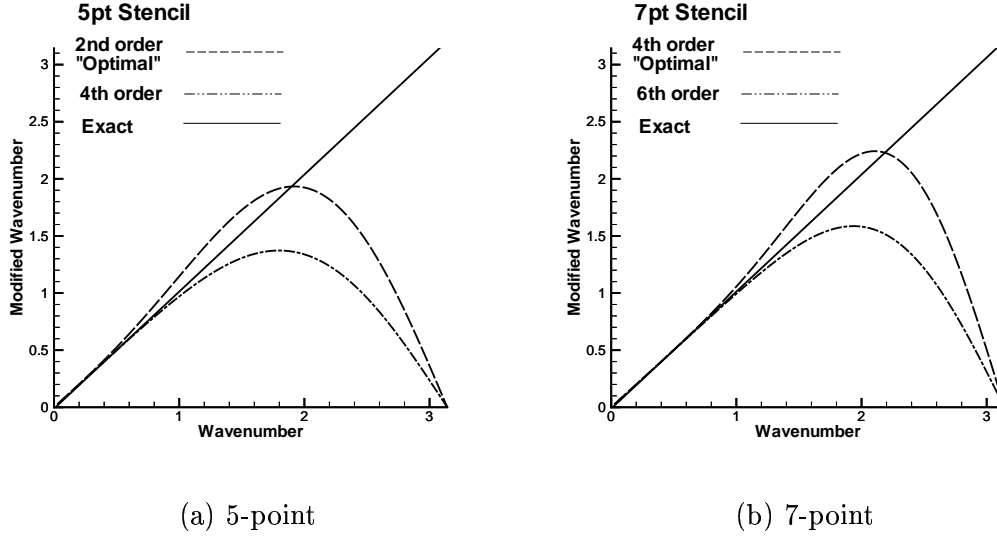 5pt Stencil
2nd order
"Optimal"
4th order
Exact
3
2.5
2
1.5
1
0.5
0
0
1
2
3
Modified Wavenumber
Wavenumber
(a) 5-point
7pt Stencil
4th order
"Optimal"
6th order
Exact
3
2.5
2
1.5
1
0.5
0
0
1
2
3
Modified Wavenumber
Wavenumber
(b) 7-point